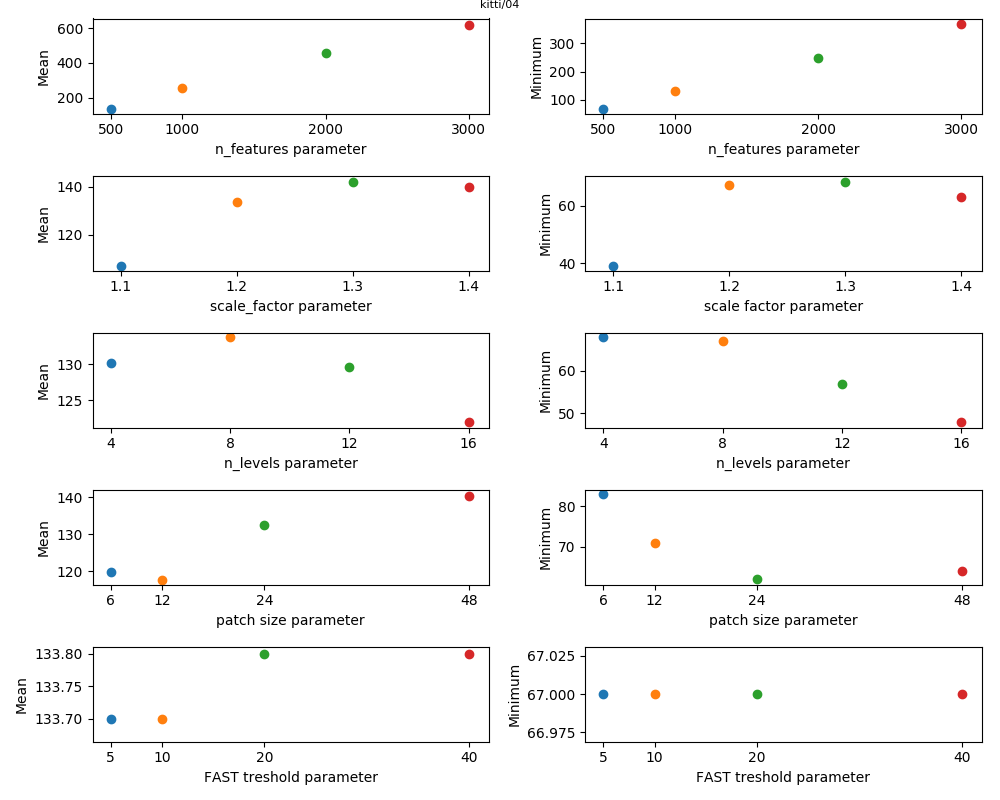 kitti/04
Mean
600
400
200
500 1000 2000 3000
n_features parameter
Minimum
300
200
100
500 1000 2000 3000
n_features parameter
Mean
140
120
1.1 1.2 1.3 1.4
scale_factor parameter
Minimum
60
40
1.1 1.2 1.3 1.4
scale factor parameter
Mean
130
125
4 8 12 16
n_levels parameter
Minimum
60
50
4 8 12 16
n_levels parameter
Mean
140
130
120
6 12 24 48
patch size parameter
Minimum
80
70
6 12 24 48
patch size parameter
Mean
133.80
133.75
133.70
5 10 20 40
FAST treshold parameter
Minimum
67.025
67.000
66.975
5 10 20 40
FAST treshold parameter